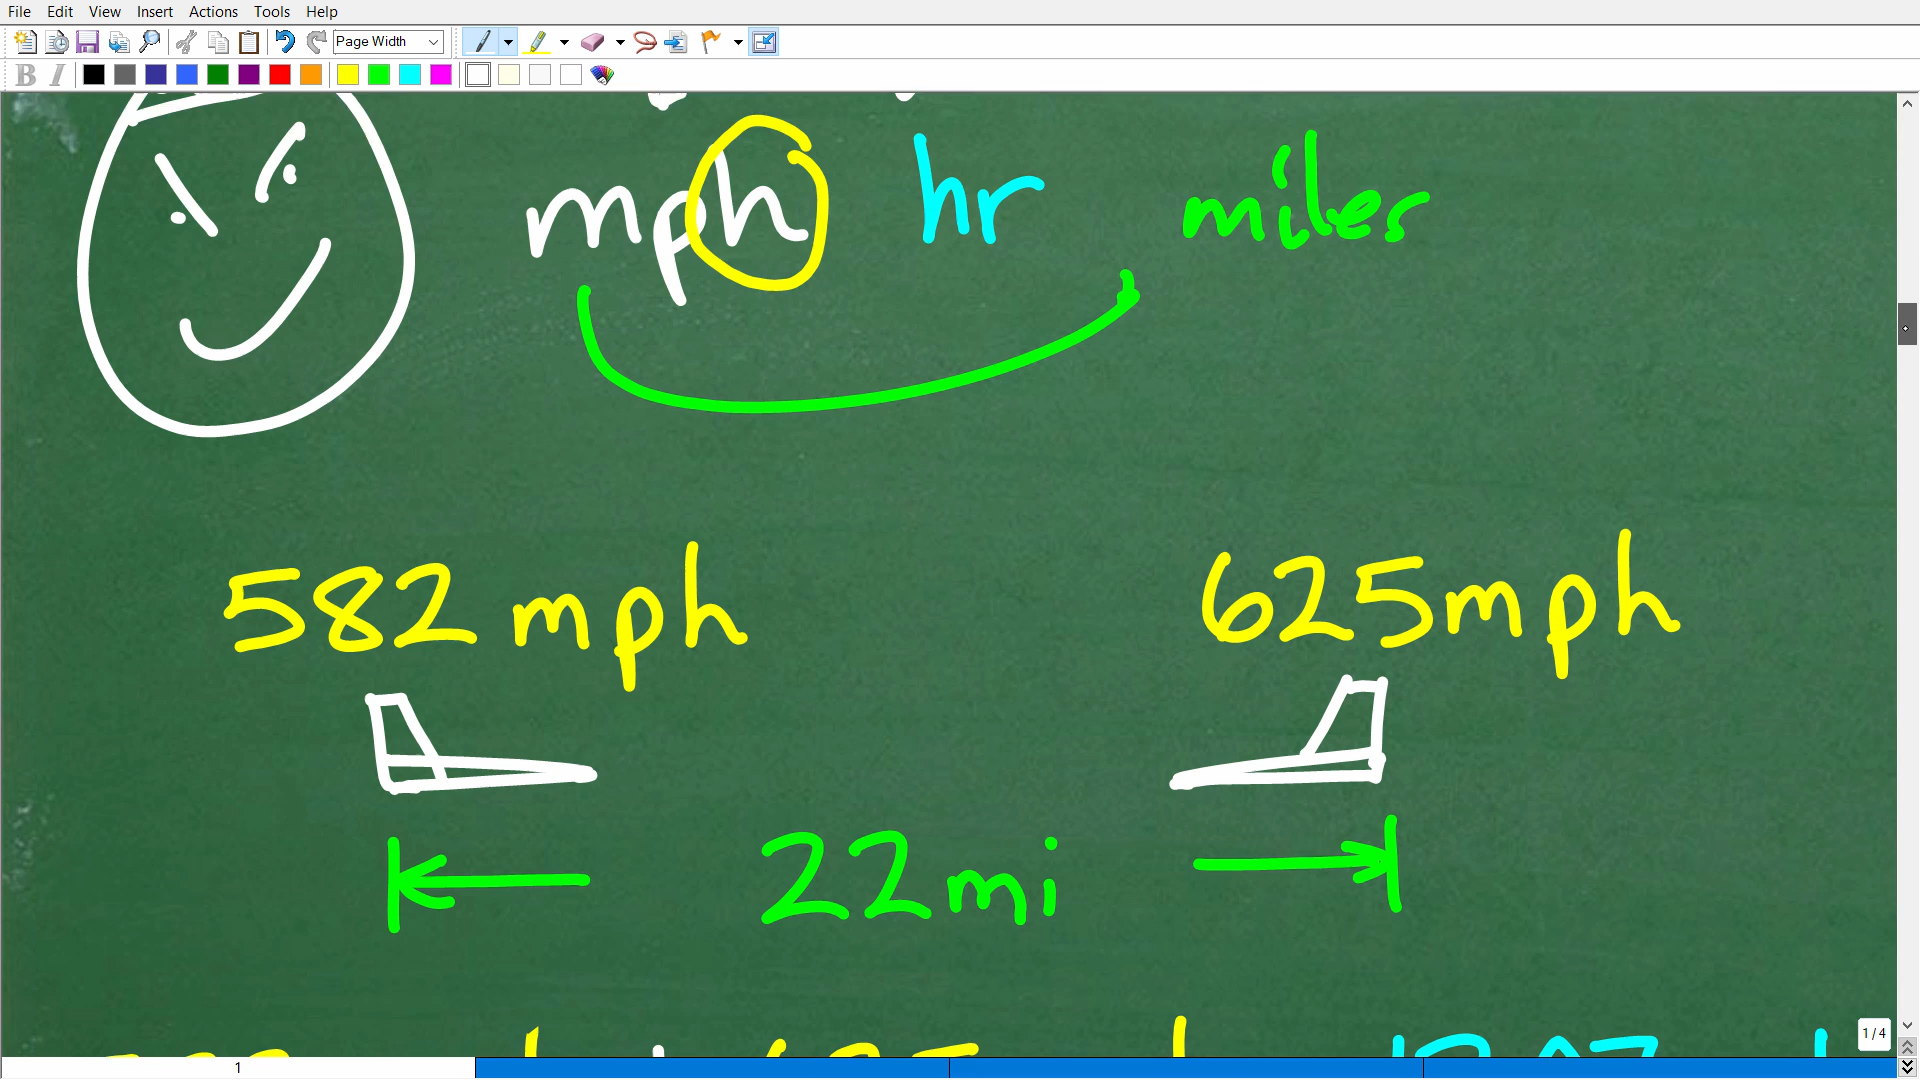 File Edit View Insert Actions Tools Help
Page Width
B I
mph hr miles
582 mph 625mph
22mi
1 / 4
1